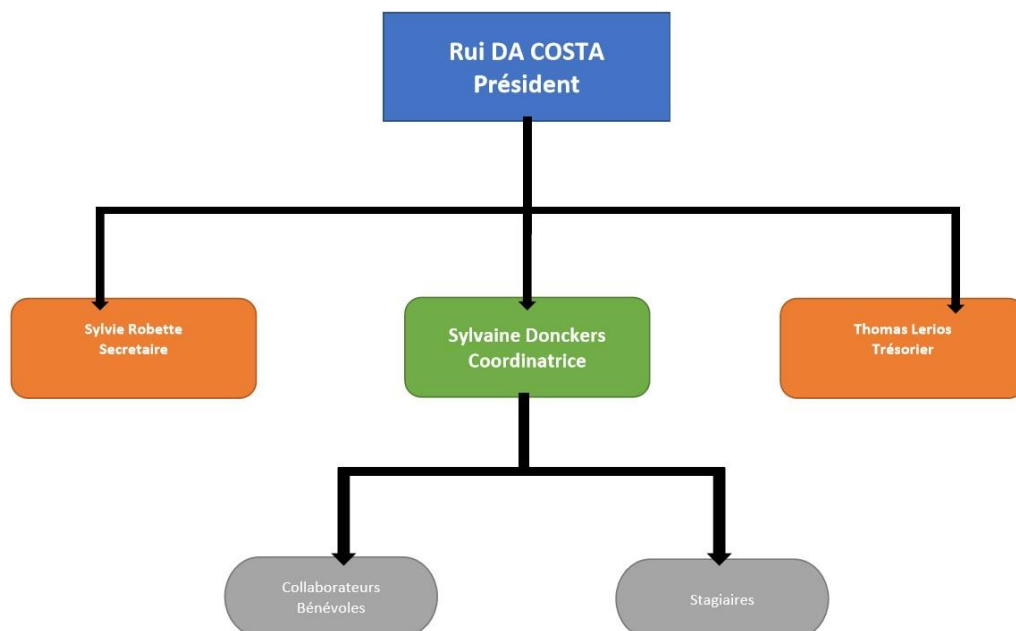 Rui DA COSTA
Président
Sylvie Robette
Secretaire
Sylvaine Donckers
Coordinatrice
Thomas Lerios
Trésorier
Collaborateurs
Bénévoles
Stagiaires